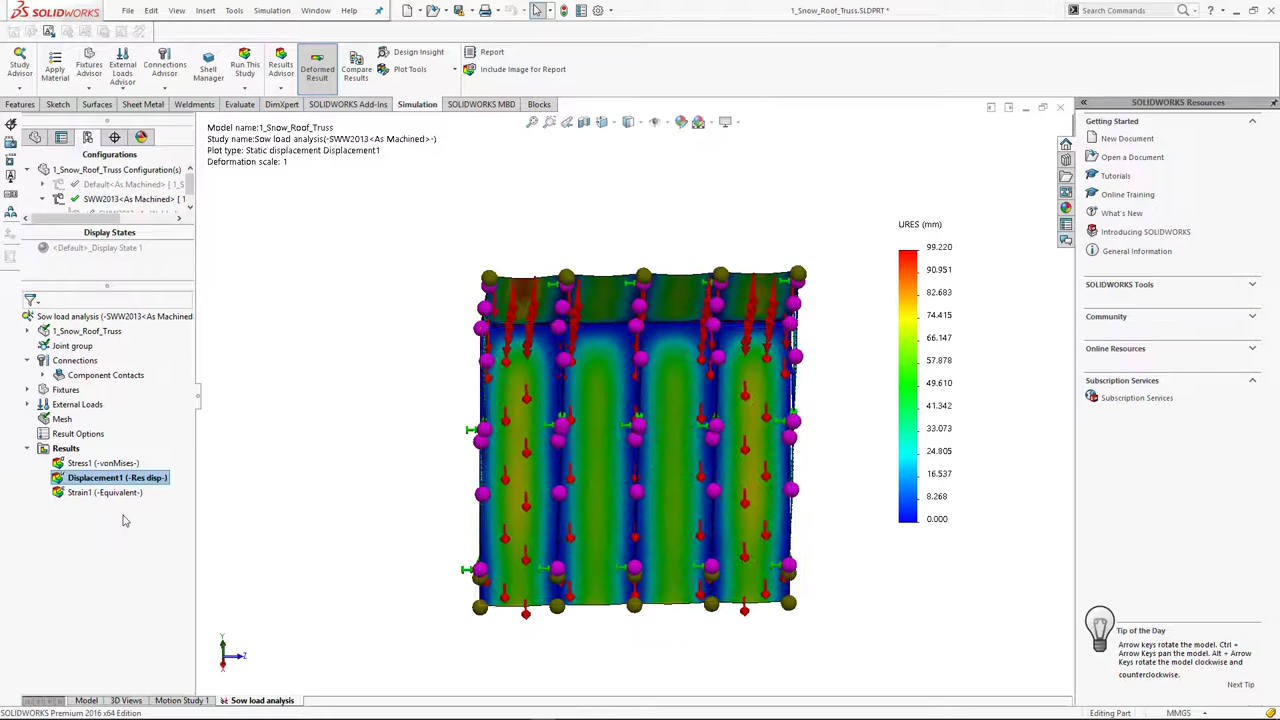 SOLIDWORKS File Edit View Insert Tools Simulation Window Help 1_Snow_Roof_Truss.SLDPRT * Search Commands
Study Advisor
Apply Material
Fixtures Advisor
External Loads Advisor
Connections Advisor
Shell Manager
Run This Study
Results Advisor
Deformed Result
Compare Results
Design Insight
Plot Tools
Report
Include Image for Report
Features Sketch Surfaces Sheet Metal Weldments Evaluate DimXpert SOLIDWORKS Add-Ins Simulation SOLIDWORKS MBD Blocks
Configurations
1_Snow_Roof_Truss Configuration(s)
Default<As Machined> [ 1_S
SWW2013<As Machined> [ 1
Display States
<Default>_Display State 1
Sow load analysis (-SWW2013<As Machined
1_Snow_Roof_Truss
Joint group
Connections
Component Contacts
Fixtures
External Loads
Mesh
Result Options
Results
Stress1 (-vonMises-)
Displacement1 (-Res disp-)
Strain1 (-Equivalent-)
Model name:1_Snow_Roof_Truss
Study name:Sow load analysis(-SWW2013<As Machined>-)
Plot type: Static displacement Displacement1
Deformation scale: 1
URES (mm)
99.220
90.951
82.683
74.415
66.147
57.878
49.610
41.342
33.073
24.805
16.537
8.268
0.000
Y
Z
SOLIDWORKS Resources
Getting Started
New Document
Open a Document
Tutorials
Online Training
What's New
Introducing SOLIDWORKS
General Information
SOLIDWORKS Tools
Community
Online Resources
Subscription Services
Subscription Services
Tip of the Day
Arrow keys rotate the model. Ctrl +
Arrow Keys pan the model. Alt + Arrow
Keys rotate the model clockwise and
counterclockwise.
Next Tip
Model 3D Views Motion Study 1 Sow load analysis
SOLIDWORKS Premium 2016 x64 Edition Editing Part MMGS